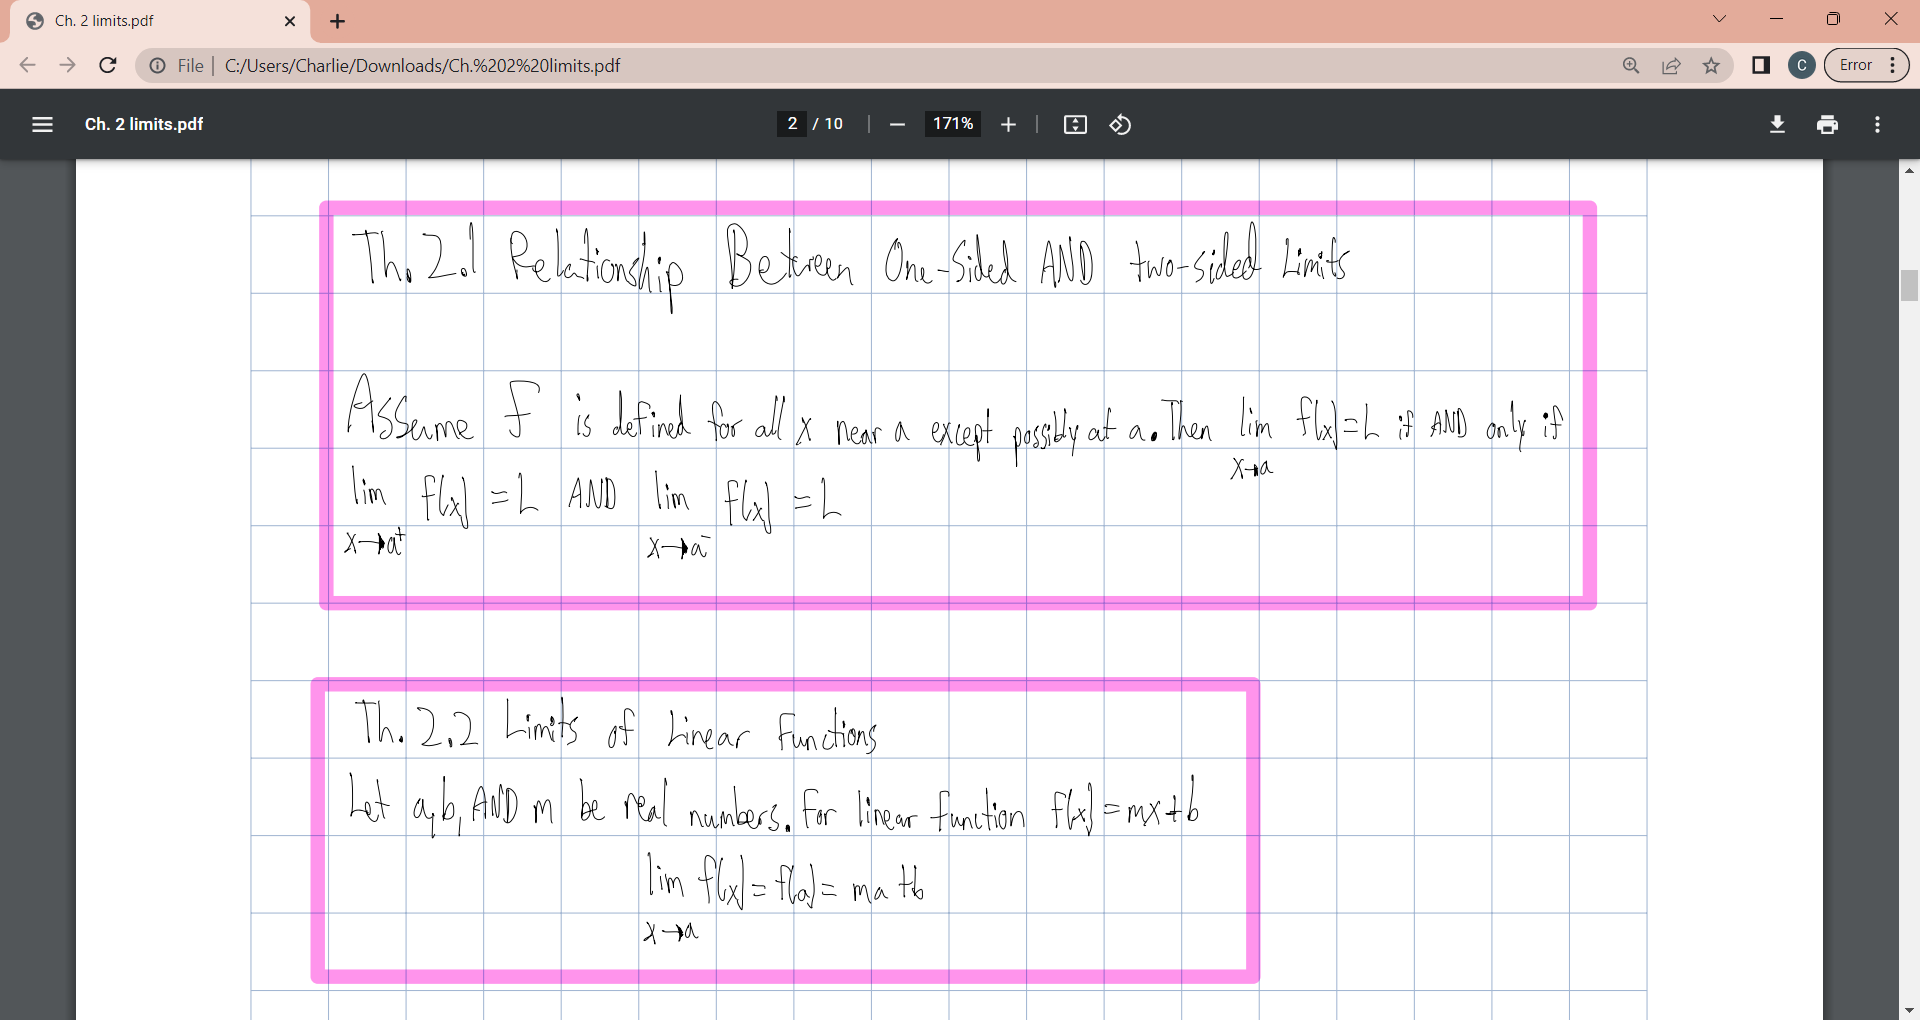 Ch. 2 limits.pdf
File | C:/Users/Charlie/Downloads/Ch.%202%20limits.pdf
C
Error
Ch. 2 limits.pdf
2 / 10
171%
Th. 2.1 Relationship Between One-Sided AND two-sided Limits
Assume f is defined for all x near a except possibly at a. Then lim f(x)=L if AND only if
x→a
lim f(x) = L AND lim f(x) = L
x→a⁺ x→a⁻
Th. 2.2 Limits of Linear Functions
Let a,b, AND m be real numbers. For linear function f(x) = mx+b
lim f(x) = f(a) = ma+b
x→a